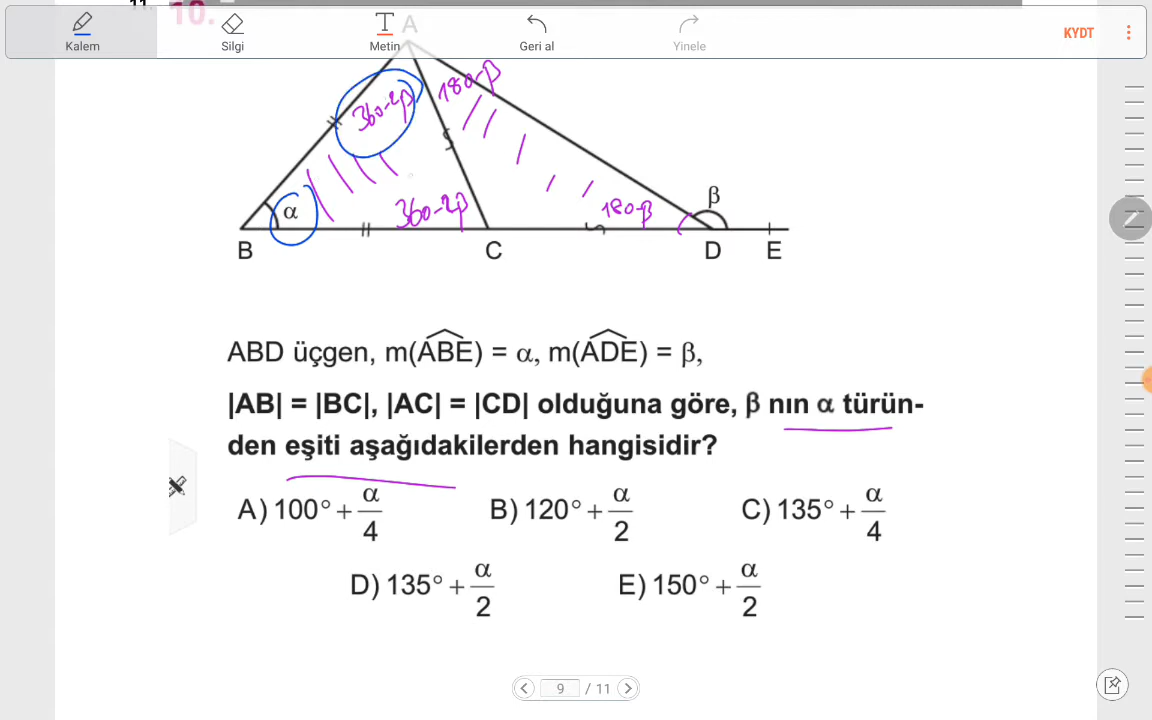 11.
10.
Kalem
Silgi
Metin
Geri al
Yinele
KYDT
A
360-2β
180-β
α
360-2β
180-β
β
B
C
D
E
ABD üçgen, m(ABE) = α, m(ADE) = β,
|AB| = |BC|, |AC| = |CD| olduğuna göre, β nın α türün-
den eşiti aşağıdakilerden hangisidir?
A) 100° + α/4
B) 120° + α/2
C) 135° + α/4
D) 135° + α/2
E) 150° + α/2
9 / 11